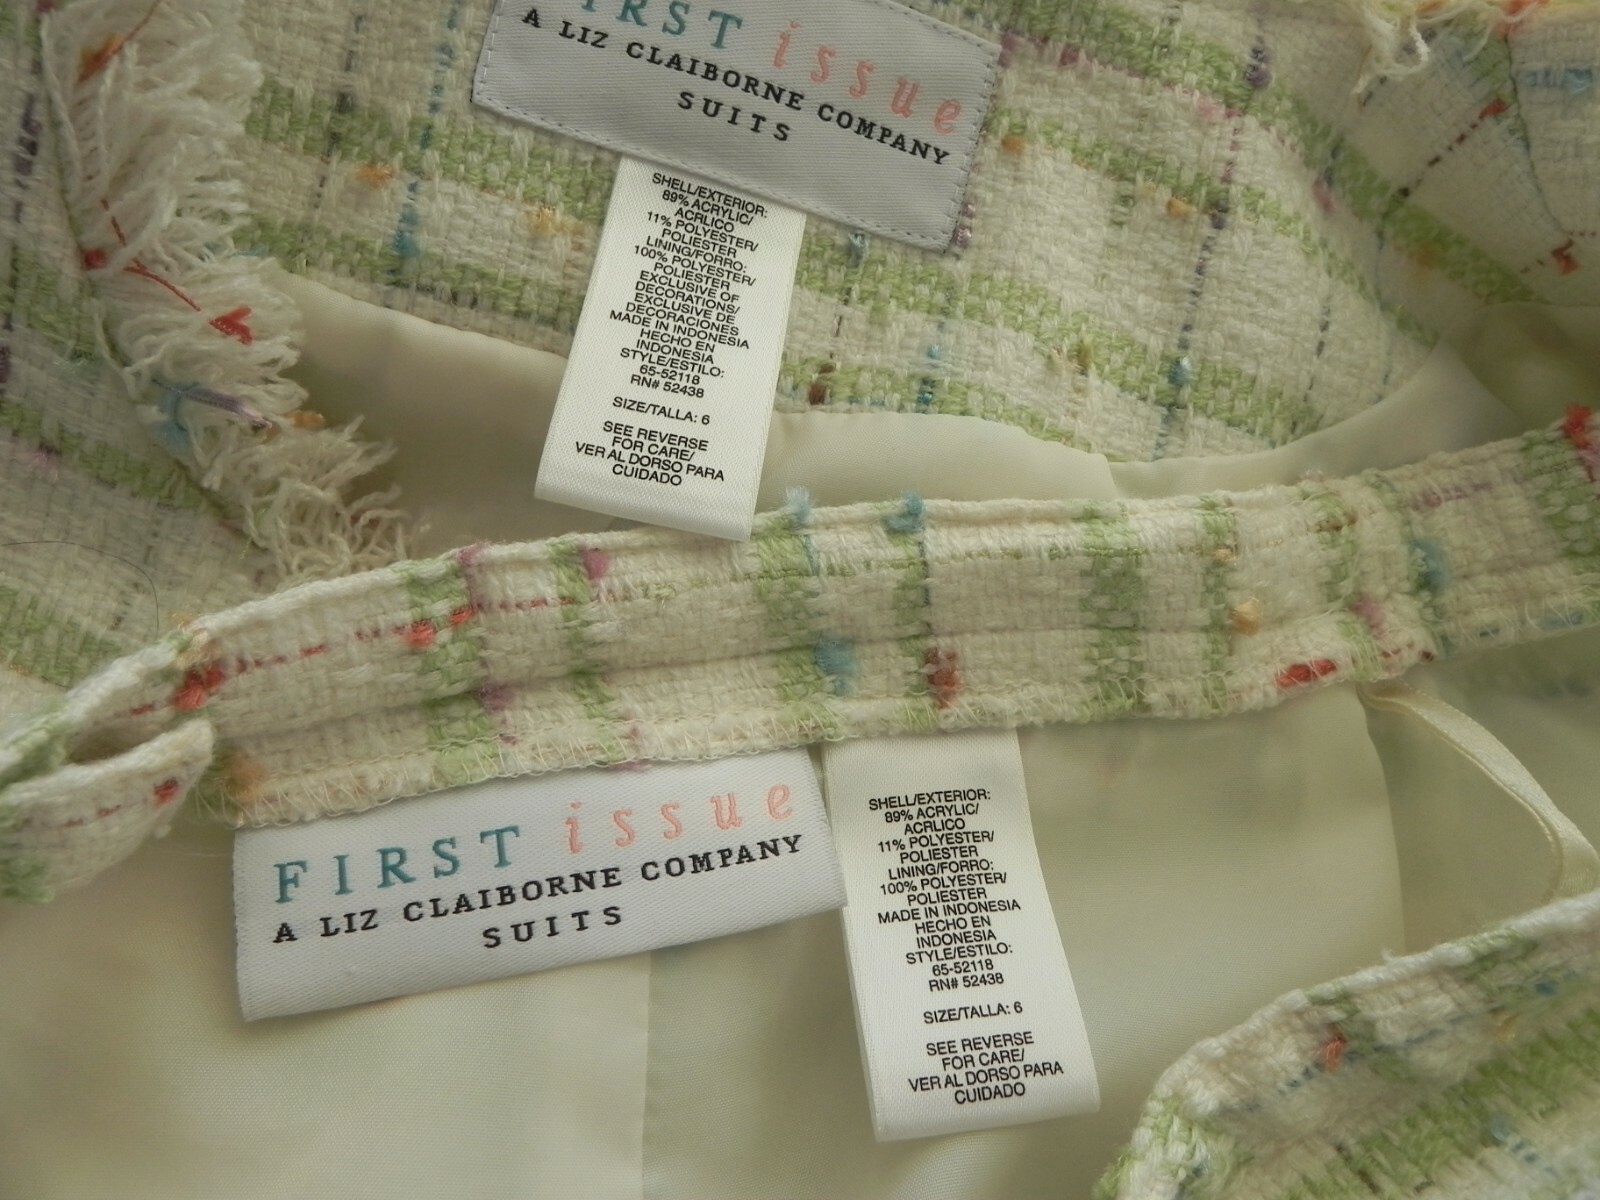 FIRST issue
A LIZ CLAIBORNE COMPANY
SUITS
SHELL/EXTERIOR:
89% ACRYLIC/
ACRLICO
11% POLYESTER/
POLIESTER
LINING/FORRO:
100% POLYESTER/
POLIESTER
EXCLUSIVE OF
DECORATIONS/
EXCLUSIVE DE
DECORACIONES
MADE IN INDONESIA
HECHO EN
INDONESIA
STYLE/ESTILO:
65-52118
RN# 52438
SIZE/TALLA: 6
SEE REVERSE
FOR CARE/
VER AL DORSO PARA
CUIDADO
FIRST issue
A LIZ CLAIBORNE COMPANY
SUITS
SHELL/EXTERIOR:
89% ACRYLIC/
ACRLICO
11% POLYESTER/
POLIESTER
LINING/FORRO:
100% POLYESTER/
POLIESTER
MADE IN INDONESIA
HECHO EN
INDONESIA
STYLE/ESTILO:
65-52118
RN# 52438
SIZE/TALLA: 6
SEE REVERSE
FOR CARE/
VER AL DORSO PARA
CUIDADO